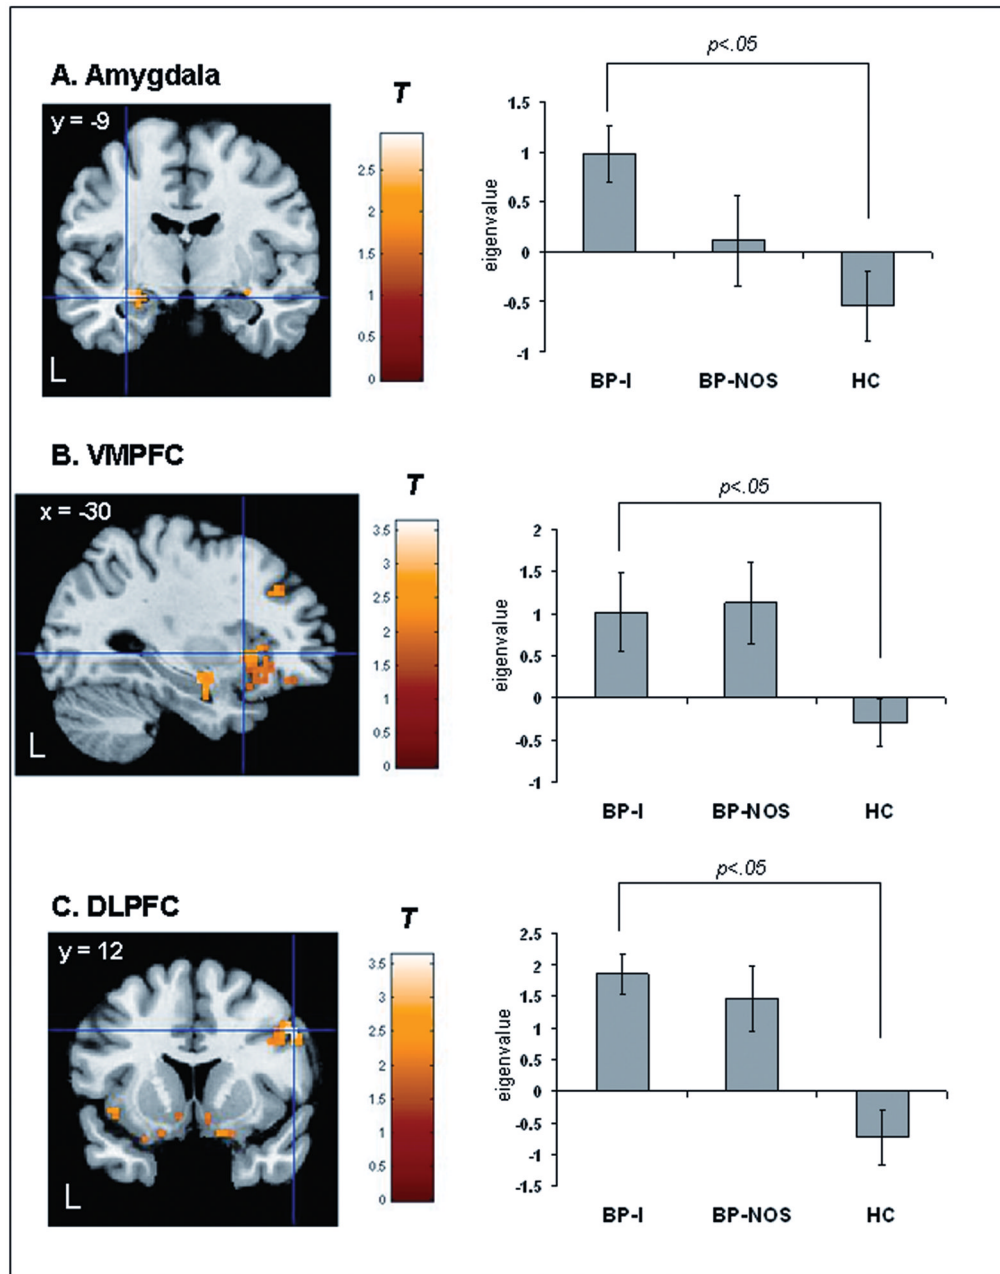 A. Amygdala
T
p<.05
y = -9
2.5
2
1.5
1
0.5
0
L
eigenvalue
1.5
1
0.5
0
-0.5
-1
BP-I BP-NOS HC
B. VMPFC
T
p<.05
x = -30
3.5
3
2.5
2
1.5
1
0.5
0
L
eigenvalue
2
1.5
1
0.5
0
-0.5
-1
BP-I BP-NOS HC
C. DLPFC
T
p<.05
y = 12
3.5
3
2.5
2
1.5
1
0.5
0
L
eigenvalue
2.5
2
1.5
1
0.5
0
-0.5
-1
-1.5
BP-I BP-NOS HC